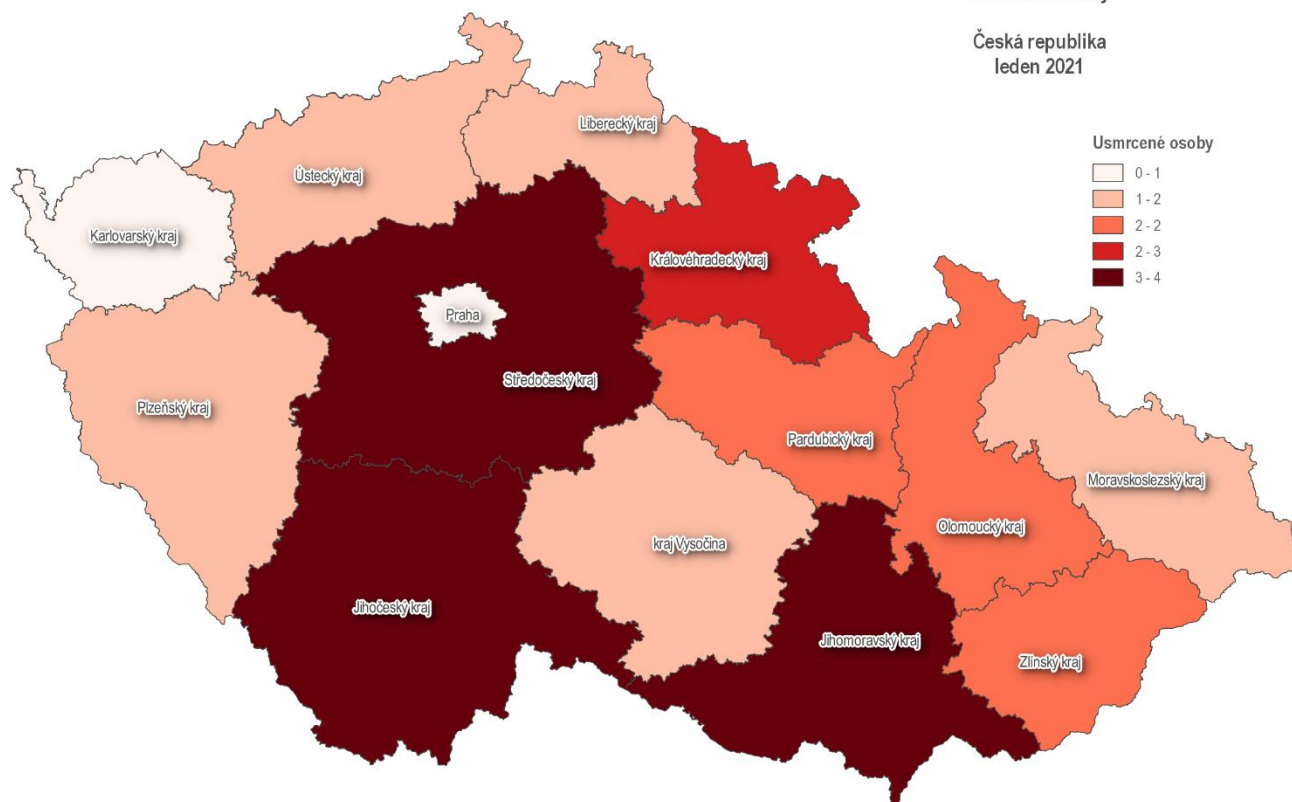 Česká republika
leden 2021
Usmrcené osoby
0 - 1
1 - 2
2 - 2
2 - 3
3 - 4
Liberecký kraj
Ústecký kraj
Karlovarský kraj
Královéhradecký kraj
Praha
Středočeský kraj
Plzeňský kraj
Pardubický kraj
Moravskoslezský kraj
Olomoucký kraj
kraj Vysočina
Jihočeský kraj
Jihomoravský kraj
Zlínský kraj